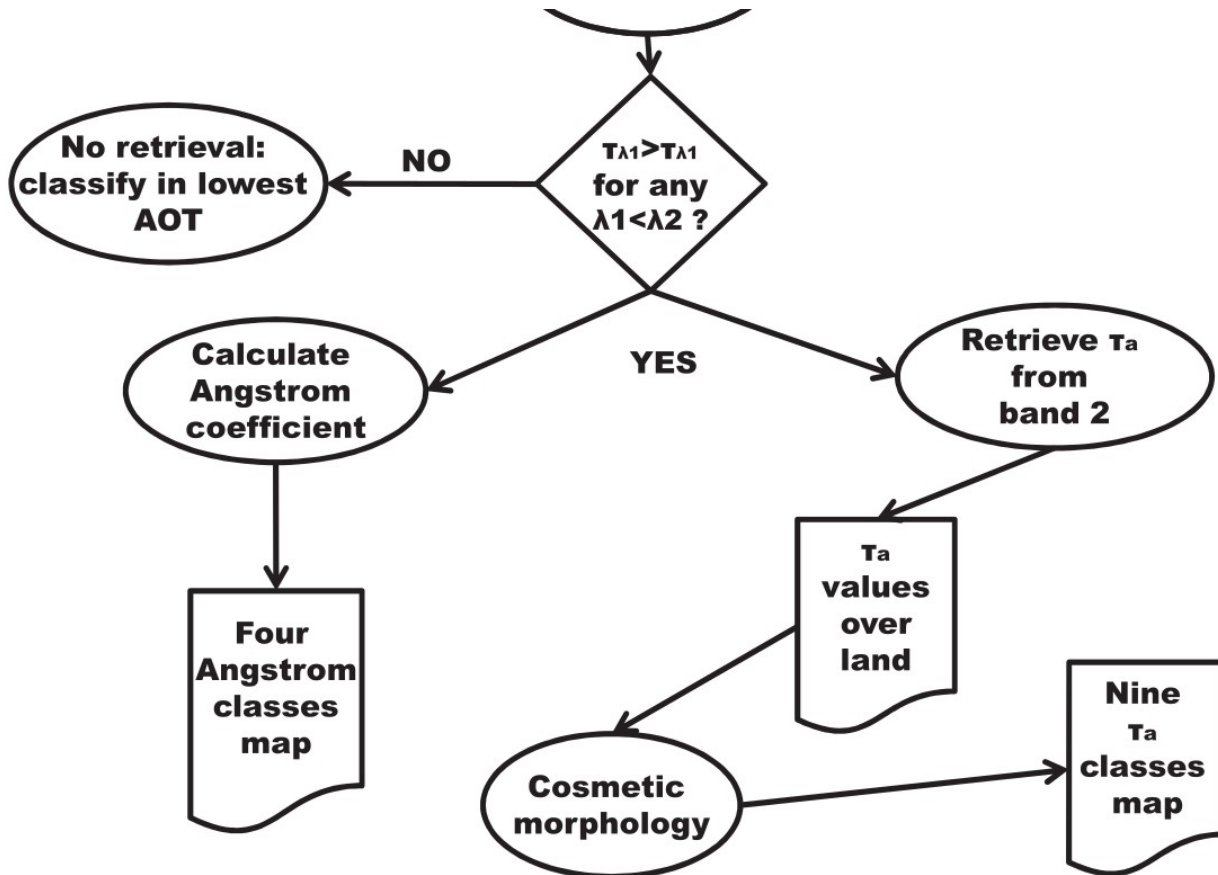 τλ1>τλ1
for any
λ1<λ2 ?
NO
No retrieval:
classify in lowest
AOT
YES
Calculate
Angstrom
coefficient
Retrieve τa
from
band 2
Four
Angstrom
classes
map
τa
values
over
land
Cosmetic
morphology
Nine
τa
classes
map